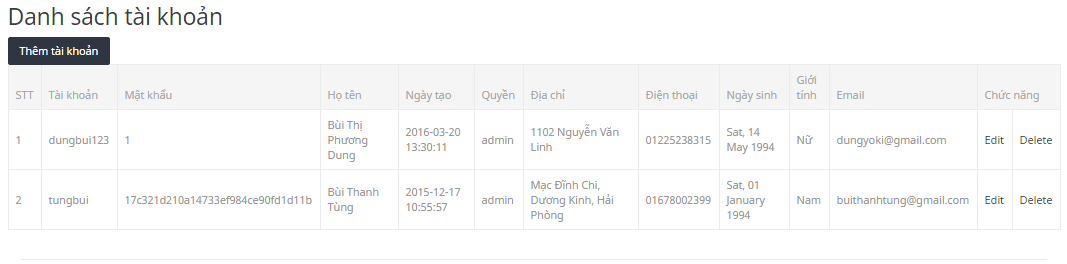 Danh sách tài khoản
Thêm tài khoản
STT Tài khoản Mật khẩu Họ tên Ngày tạo Quyền Địa chỉ Điện thoại Ngày sinh Giới tính Email Chức năng
1 dungbui123 1 Bùi Thị Phương Dung 2016-03-20 13:30:11 admin 1102 Nguyễn Văn Linh 01225238315 Sat, 14 May 1994 Nữ dungyoki@gmail.com Edit Delete
2 tungbui 17c321d210a14733ef984ce90fd1d11b Bùi Thanh Tùng 2015-12-17 10:55:57 admin Mạc Đĩnh Chi, Dương Kinh, Hải Phòng 01678002399 Sat, 01 January 1994 Nam buithanhtung@gmail.com Edit Delete